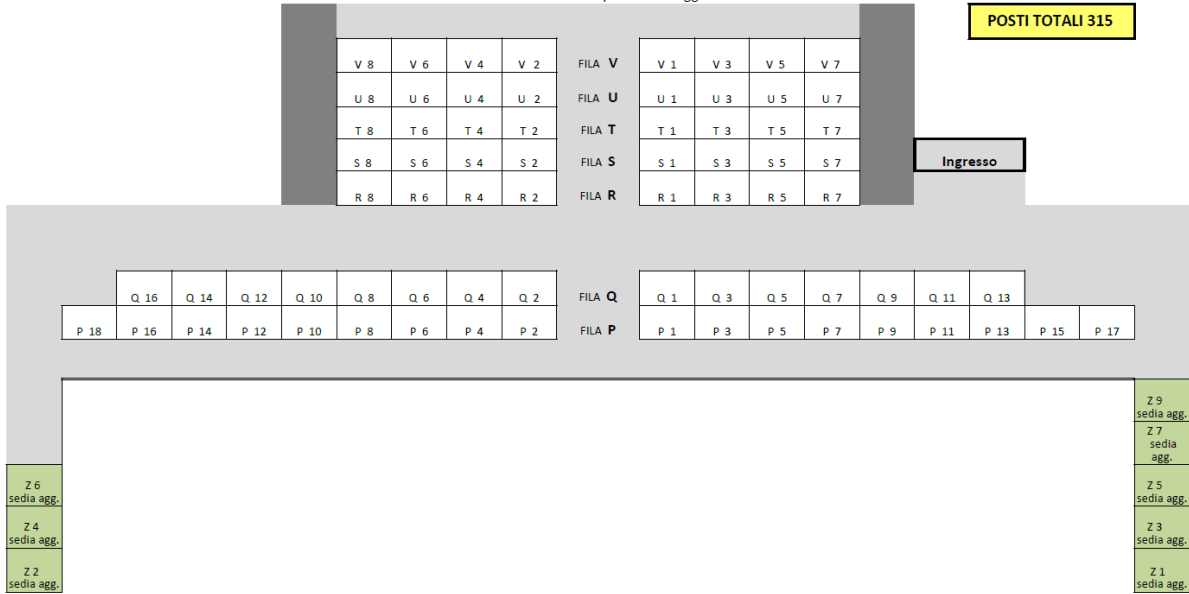 POSTI TOTALI 315
V 8 V 6 V 4 V 2 FILA V V 1 V 3 V 5 V 7
U 8 U 6 U 4 U 2 FILA U U 1 U 3 U 5 U 7
T 8 T 6 T 4 T 2 FILA T T 1 T 3 T 5 T 7
S 8 S 6 S 4 S 2 FILA S S 1 S 3 S 5 S 7 Ingresso
R 8 R 6 R 4 R 2 FILA R R 1 R 3 R 5 R 7
Q 16 Q 14 Q 12 Q 10 Q 8 Q 6 Q 4 Q 2 FILA Q Q 1 Q 3 Q 5 Q 7 Q 9 Q 11 Q 13
P 18 P 16 P 14 P 12 P 10 P 8 P 6 P 4 P 2 FILA P P 1 P 3 P 5 P 7 P 9 P 11 P 13 P 15 P 17
Z 9
sedia agg.
Z 7
sedia
agg.
Z 6 Z 5
sedia agg. sedia agg.
Z 4 Z 3
sedia agg. sedia agg.
Z 2 Z 1
sedia agg. sedia agg.